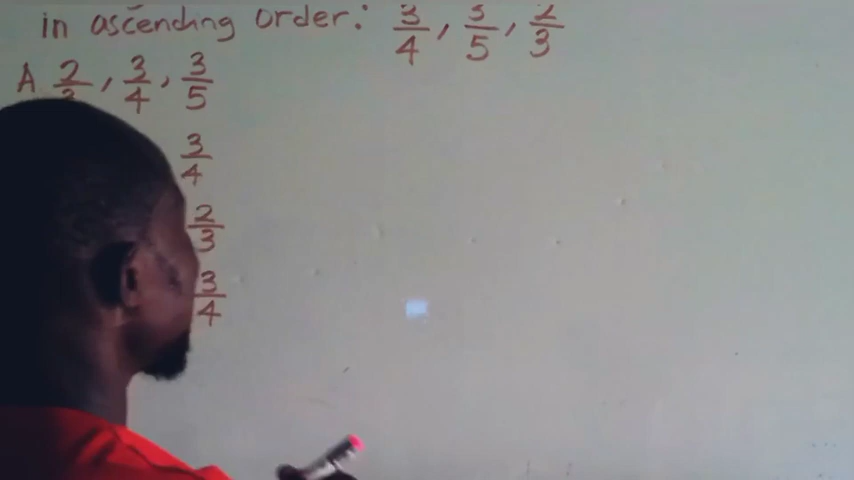 in ascending order: 3/4, 3/5, 2/3
A 2/3, 3/4, 3/5
3/4
2/3
3/4